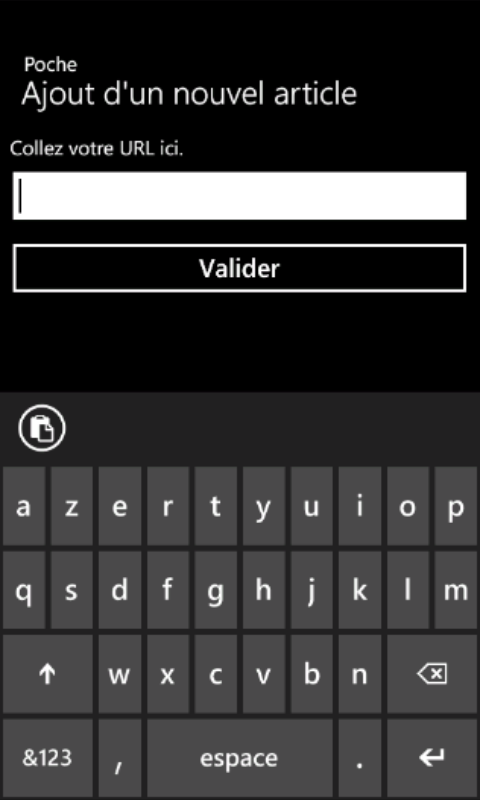 Poche
Ajout d'un nouvel article
Collez votre URL ici.
Valider
a z e r t y u i o p
q s d f g h j k l m
w x c v b n
&123 , espace .